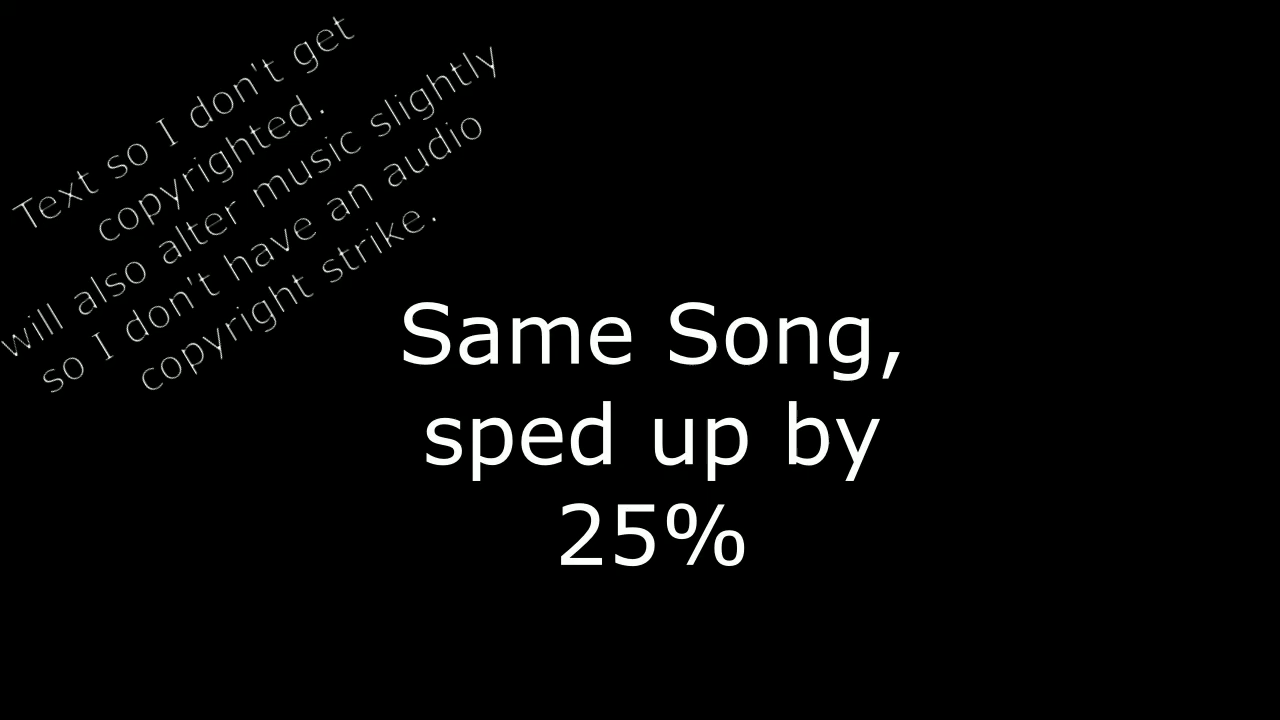 Text so I don't get
copyrighted.
will also alter music slightly
so I don't have an audio
copyright strike.
Same Song,
sped up by
25%